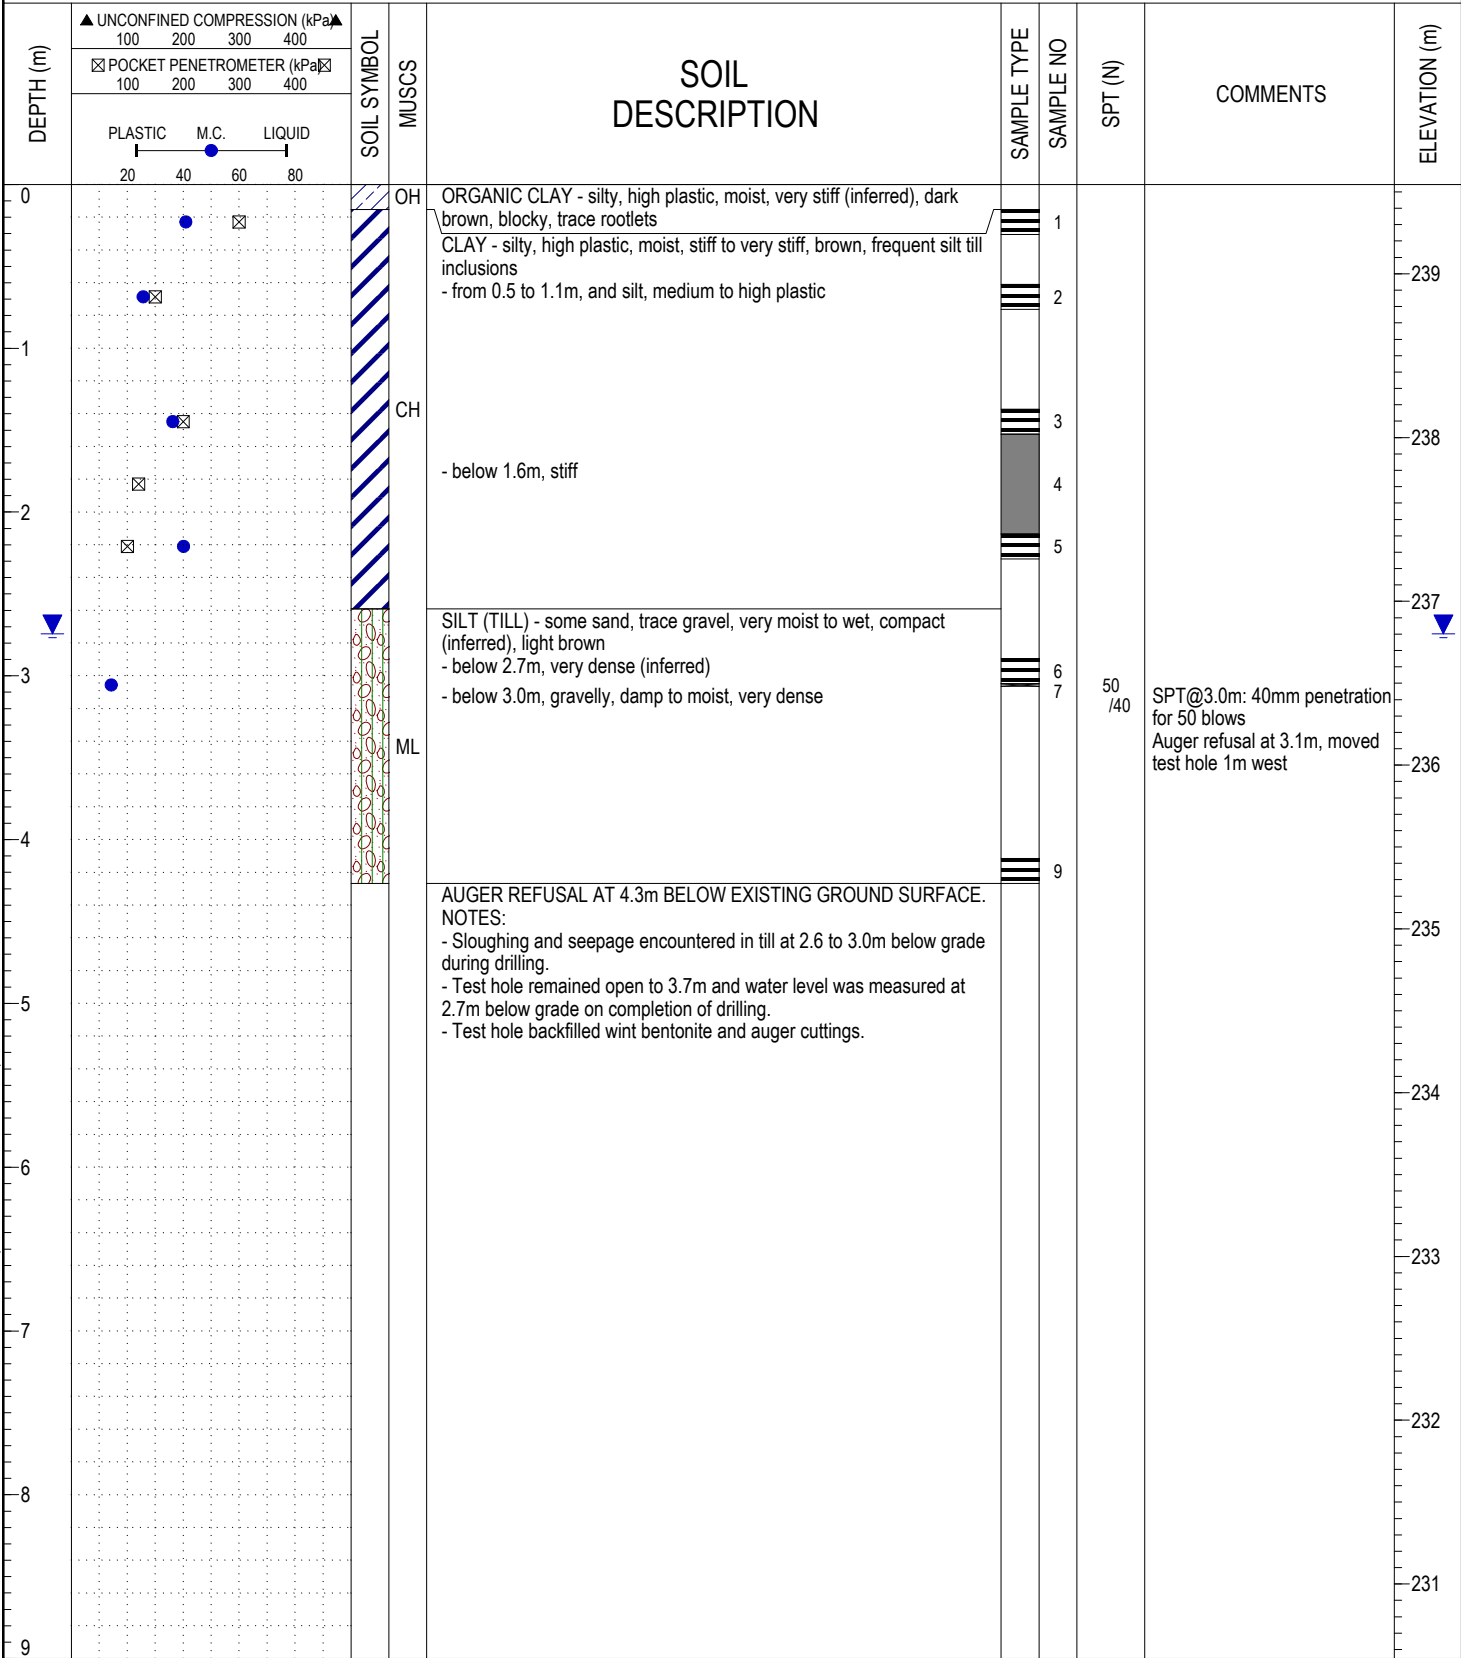 DEPTH (m)
▲ UNCONFINED COMPRESSION (kPa)▲
100 200 300 400
☒ POCKET PENETROMETER (kPa)☒
100 200 300 400
PLASTIC M.C. LIQUID
20 40 60 80
SOIL SYMBOL
MUSCS
SOIL
DESCRIPTION
SAMPLE TYPE
SAMPLE NO
SPT (N)
COMMENTS
ELEVATION (m)
0
OH
ORGANIC CLAY - silty, high plastic, moist, very stiff (inferred), dark
brown, blocky, trace rootlets
1
CLAY - silty, high plastic, moist, stiff to very stiff, brown, frequent silt till
inclusions
239
- from 0.5 to 1.1m, and silt, medium to high plastic
2
1
CH
3
238
- below 1.6m, stiff
4
2
5
237
SILT (TILL) - some sand, trace gravel, very moist to wet, compact
(inferred), light brown
- below 2.7m, very dense (inferred)
6
3
- below 3.0m, gravelly, damp to moist, very dense
7
50
/40
SPT@3.0m: 40mm penetration
for 50 blows
Auger refusal at 3.1m, moved
test hole 1m west
ML
236
4
9
AUGER REFUSAL AT 4.3m BELOW EXISTING GROUND SURFACE.
NOTES:
- Sloughing and seepage encountered in till at 2.6 to 3.0m below grade
during drilling.
- Test hole remained open to 3.7m and water level was measured at
2.7m below grade on completion of drilling.
- Test hole backfilled wint bentonite and auger cuttings.
235
5
234
6
233
7
232
8
231
9